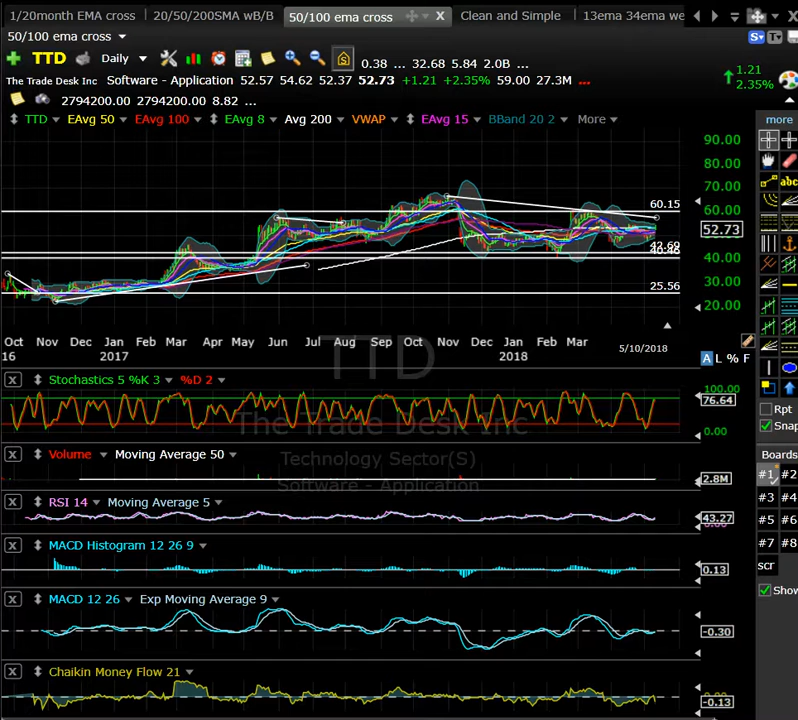 1/20month EMA cross 20/50/200SMA wB/B 50/100 ema cross X Clean and Simple 13ema 34ema we
50/100 ema cross
TTD Daily 0.38 ... 32.68 5.84 2.0B ...
The Trade Desk Inc Software - Application 52.57 54.62 52.37 52.73 +1.21 +2.35% 59.00 27.3M ...
1.21
2.35%
2794200.00 2794200.00 8.82 ...
TTD EAvg 50 EAvg 100 EAvg 8 Avg 200 VWAP EAvg 15 BBand 20 2 More
more
90.00
80.00
70.00
60.15
60.00
52.73
40.00
30.00
25.56
20.00
abc
Oct Nov Dec Jan Feb Mar Apr May Jun Jul Aug Sep Oct Nov Dec Jan Feb Mar
16 2017 2018 5/10/2018
A L % F
TTD
X Stochastics 5 %K 3 %D 2
100.00
76.64
0.00
The Trade Desk Inc
Rpt
Snap
X Volume Moving Average 50
Technology Sector(S)
Software - Application
2.8M
Boards
#1 #2
#3 #4
#5 #6
#7 #8
scr
Show
X RSI 14 Moving Average 5
43.27
X MACD Histogram 12 26 9
0.13
X MACD 12 26 Exp Moving Average 9
-0.30
X Chaikin Money Flow 21
-0.13